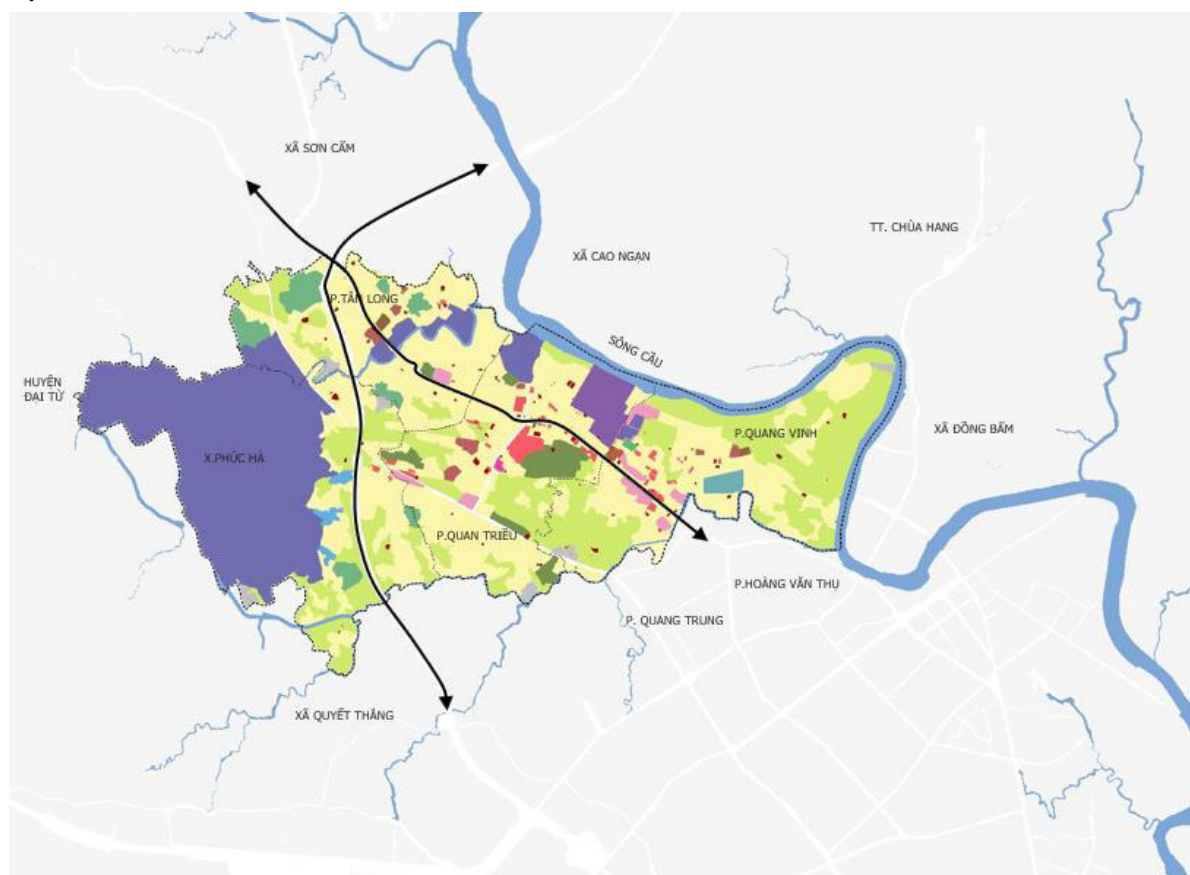 XÃ SƠN CẨM
TT. CHÙA HANG
XÃ CAO NGẠN
P.TÂN LONG
SÔNG CẦU
HUYỆN
ĐẠI TỪ
P.QUANG VINH
XÃ ĐỒNG BẨM
X.PHÚC HÀ
P.QUAN TRIỀU
P.HOÀNG VĂN THỤ
P. QUANG TRUNG
XÃ QUYẾT THẮNG